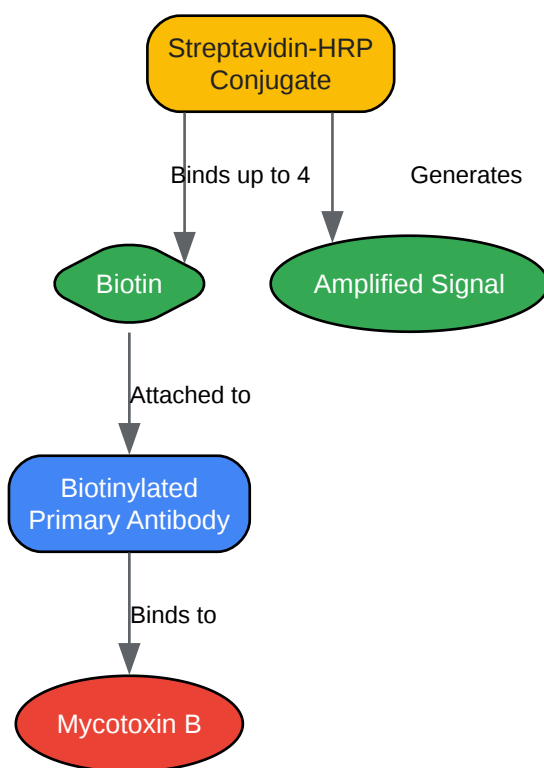 Streptavidin-HRP
Conjugate
Binds up to 4
Generates
Biotin
Amplified Signal
Attached to
Biotinylated
Primary Antibody
Binds to
Mycotoxin B